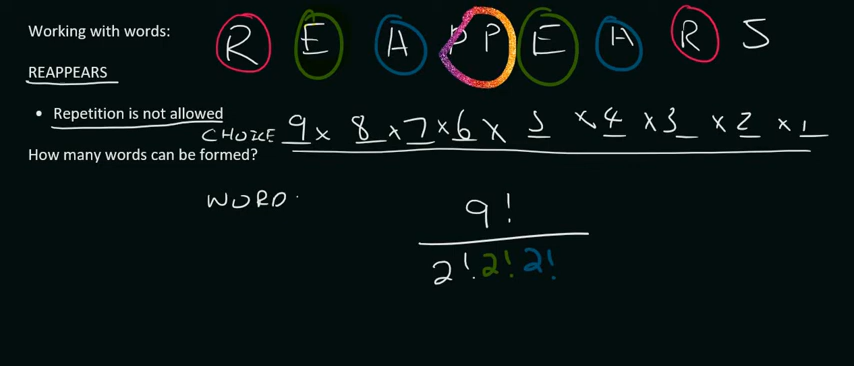 Working with words:
R E A P P E A R S
REAPPEARS
• Repetition is not allowed
CHOICE 9 × 8 × 7 × 6 × 5 × 4 × 3 × 2 × 1
How many words can be formed?
WORD
9!
2! 2! 2!